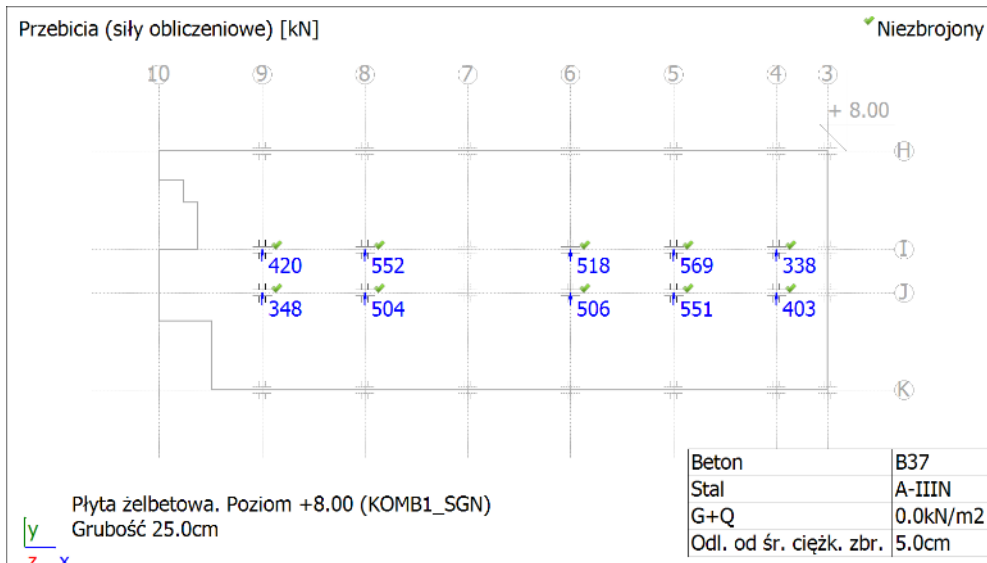 Przebicia (siły obliczeniowe) [kN]
Niezbrojony
10 9 8 7 6 5 4 3
+ 8.00
H
I
420 552 518 569 338
J
348 504 506 551 403
K
Beton B37
Stal A-IIIN
G+Q 0.0kN/m2
Odl. od śr. ciężk. zbr. 5.0cm
Płyta żelbetowa. Poziom +8.00 (KOMB1_SGN)
Grubość 25.0cm
y
z x